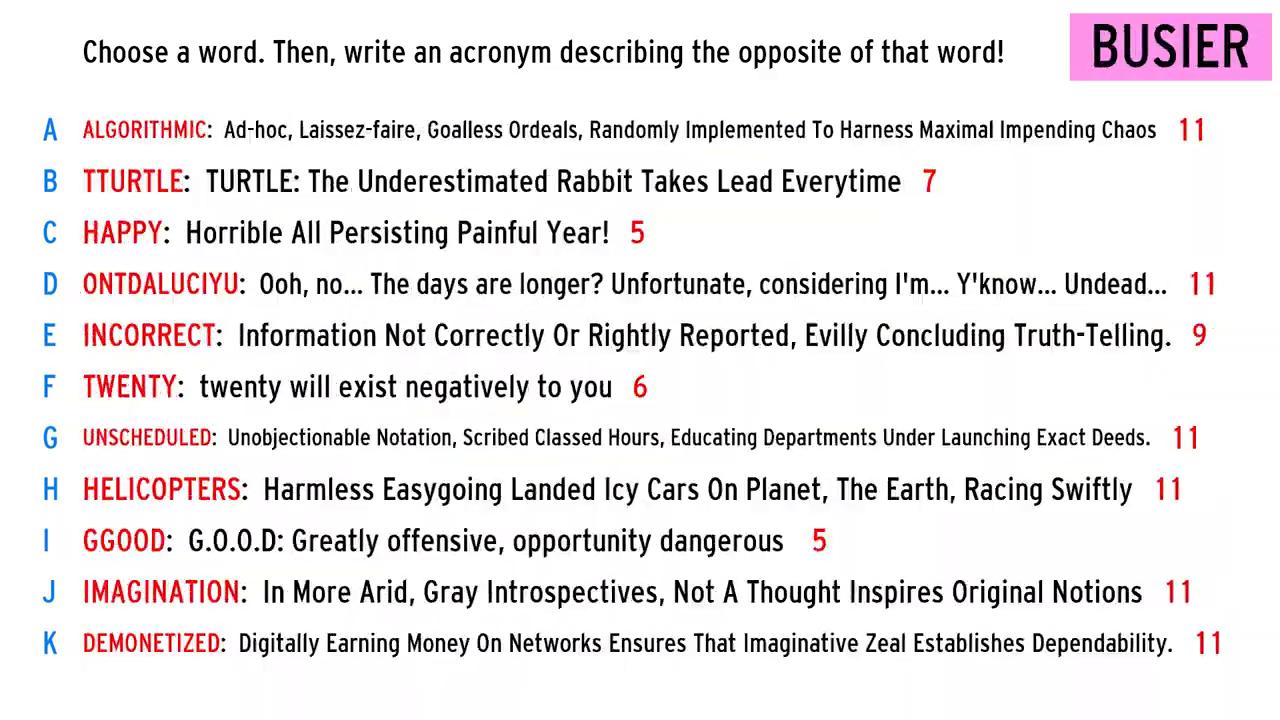 Choose a word. Then, write an acronym describing the opposite of that word!
BUSIER
A ALGORITHMIC: Ad-hoc, Laissez-faire, Goalless Ordeals, Randomly Implemented To Harness Maximal Impending Chaos 11
B TTURTLE: TURTLE: The Underestimated Rabbit Takes Lead Everytime 7
C HAPPY: Horrible All Persisting Painful Year! 5
D ONTDALUCIYU: Ooh, no... The days are longer? Unfortunate, considering I'm... Y'know... Undead... 11
E INCORRECT: Information Not Correctly Or Rightly Reported, Evilly Concluding Truth-Telling. 9
F TWENTY: twenty will exist negatively to you 6
G UNSCHEDULED: Unobjectionable Notation, Scribed Classed Hours, Educating Departments Under Launching Exact Deeds. 11
H HELICOPTERS: Harmless Easygoing Landed Icy Cars On Planet, The Earth, Racing Swiftly 11
I GGOOD: G.O.O.D: Greatly offensive, opportunity dangerous 5
J IMAGINATION: In More Arid, Gray Introspectives, Not A Thought Inspires Original Notions 11
K DEMONETIZED: Digitally Earning Money On Networks Ensures That Imaginative Zeal Establishes Dependability. 11